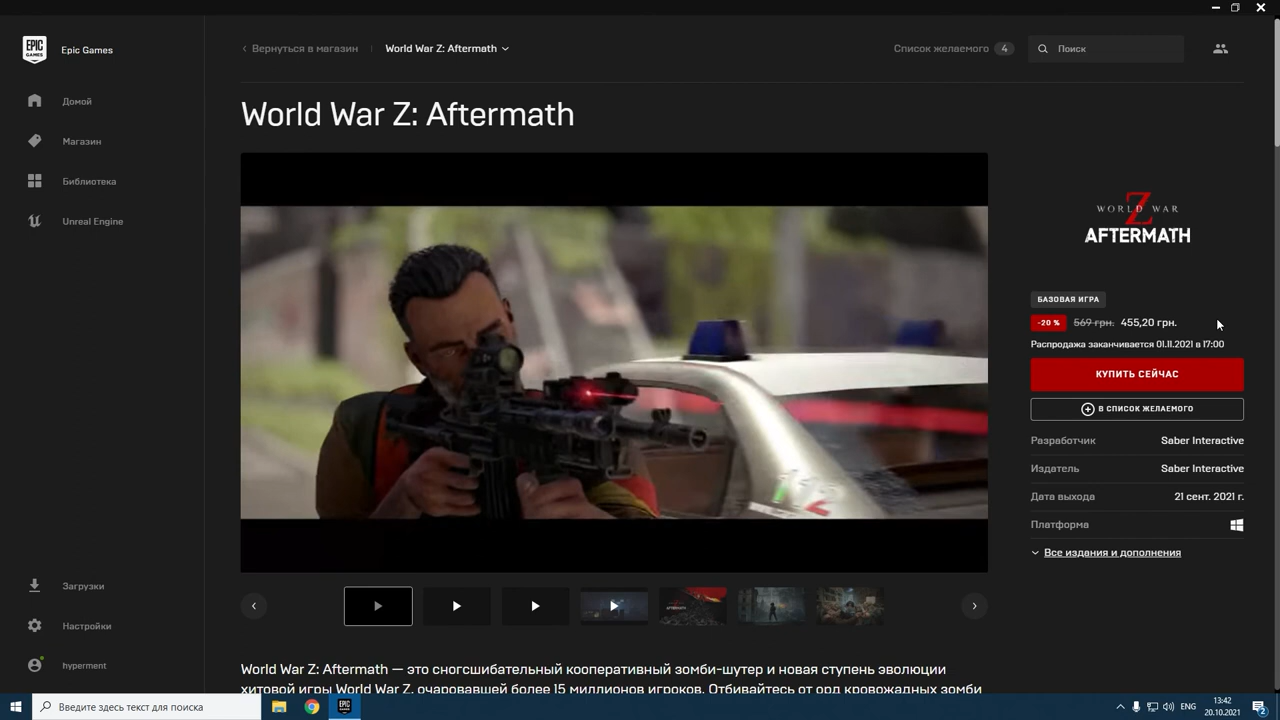 EPIC
GAMES
Epic Games
Вернуться в магазин
World War Z: Aftermath
Список желаемого 4
Поиск
Домой
Магазин
Библиотека
Unreal Engine
World War Z: Aftermath
WORLD WAR
Z
AFTERMATH
БАЗОВАЯ ИГРА
-20 % 569 грн. 455,20 грн.
Распродажа заканчивается 01.11.2021 в 17:00
КУПИТЬ СЕЙЧАС
В СПИСОК ЖЕЛАЕМОГО
Разработчик Saber Interactive
Издатель Saber Interactive
Дата выхода 21 сент. 2021 г.
Платформа
Все издания и дополнения
AFTERMATH
Загрузки
Настройки
hyperment
World War Z: Aftermath — это сногсшибательный кооперативный зомби-шутер и новая ступень эволюции
хитовой игры World War Z, очаровавшей более 15 миллионов игроков. Отбивайтесь от орд кровожадных зомби
Введите здесь текст для поиска
ENG
13:42
20.10.2021
2